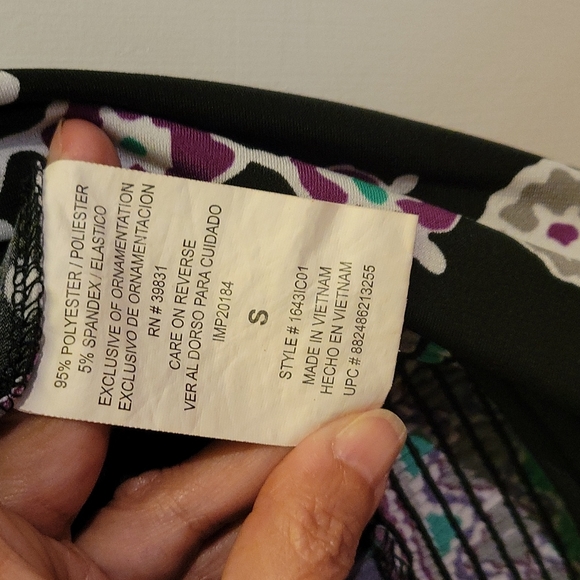 95% POLYESTER / POLIESTER
5% SPANDEX / ELASTICO
EXCLUSIVE OF ORNAMENTATION
EXCLUSIVO DE ORNAMENTACION
RN # 39831
CARE ON REVERSE
VER AL DORSO PARA CUIDADO
IMP20184
S
STYLE # 1643IC01
MADE IN VIETNAM
HECHO EN VIETNAM
UPC # 882486213255